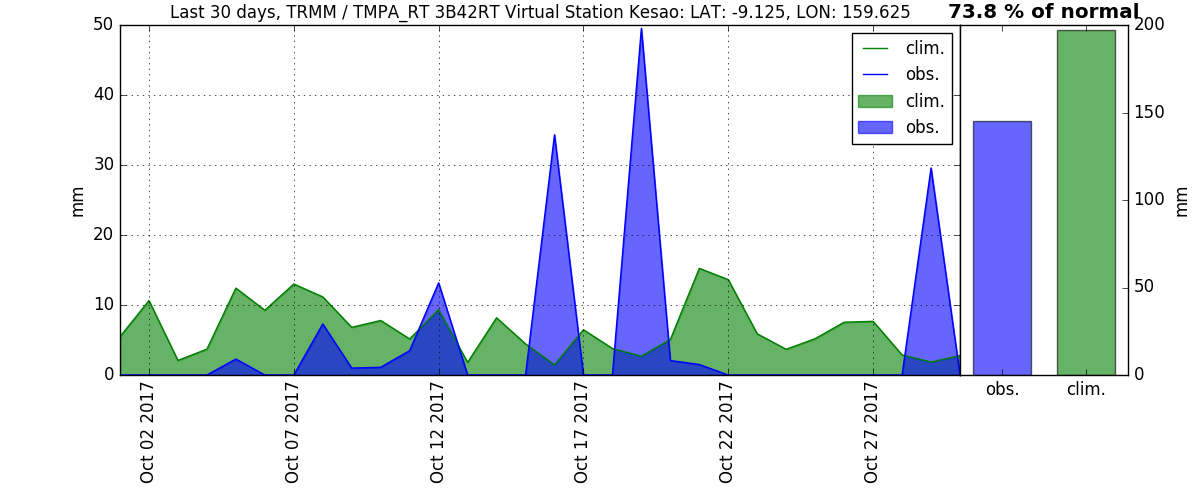 Last 30 days, TRMM / TMPA_RT 3B42RT Virtual Station Kesao: LAT: -9.125, LON: 159.625
73.8 % of normal
50
40
30
20
10
0
mm
clim.
obs.
clim.
obs.
200
150
100
50
0
mm
obs.
clim.
Oct 02 2017
Oct 07 2017
Oct 12 2017
Oct 17 2017
Oct 22 2017
Oct 27 2017